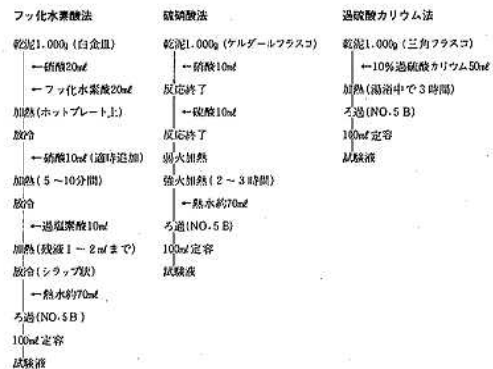 フッ化水素酸法
乾泥1.000g (白金皿)
←硝酸20ml
←フッ化水素酸20ml
加熱(ホットプレート上)
放冷
←硝酸10ml (適時追加)
加熱(5〜10分間)
放冷
←過塩素酸10ml
加熱(残液1〜2mlまで)
放冷(シラップ状)
←熱水約70ml
ろ過(NO.5B)
100ml定容
試験液
硫硝酸法
乾泥1.000g (ケルダールフラスコ)
←硝酸10ml
反応終了
←硫酸10ml
反応終了
弱火加熱
強火加熱(2〜3時間)
←熱水約70ml
ろ過(NO.5B)
100ml定容
試験液
過硫酸カリウム法
乾泥1.000g (三角フラスコ)
←10%過硫酸カリウム50ml
加熱(湯浴中で3時間)
ろ過(NO.5B)
100ml定容
試験液